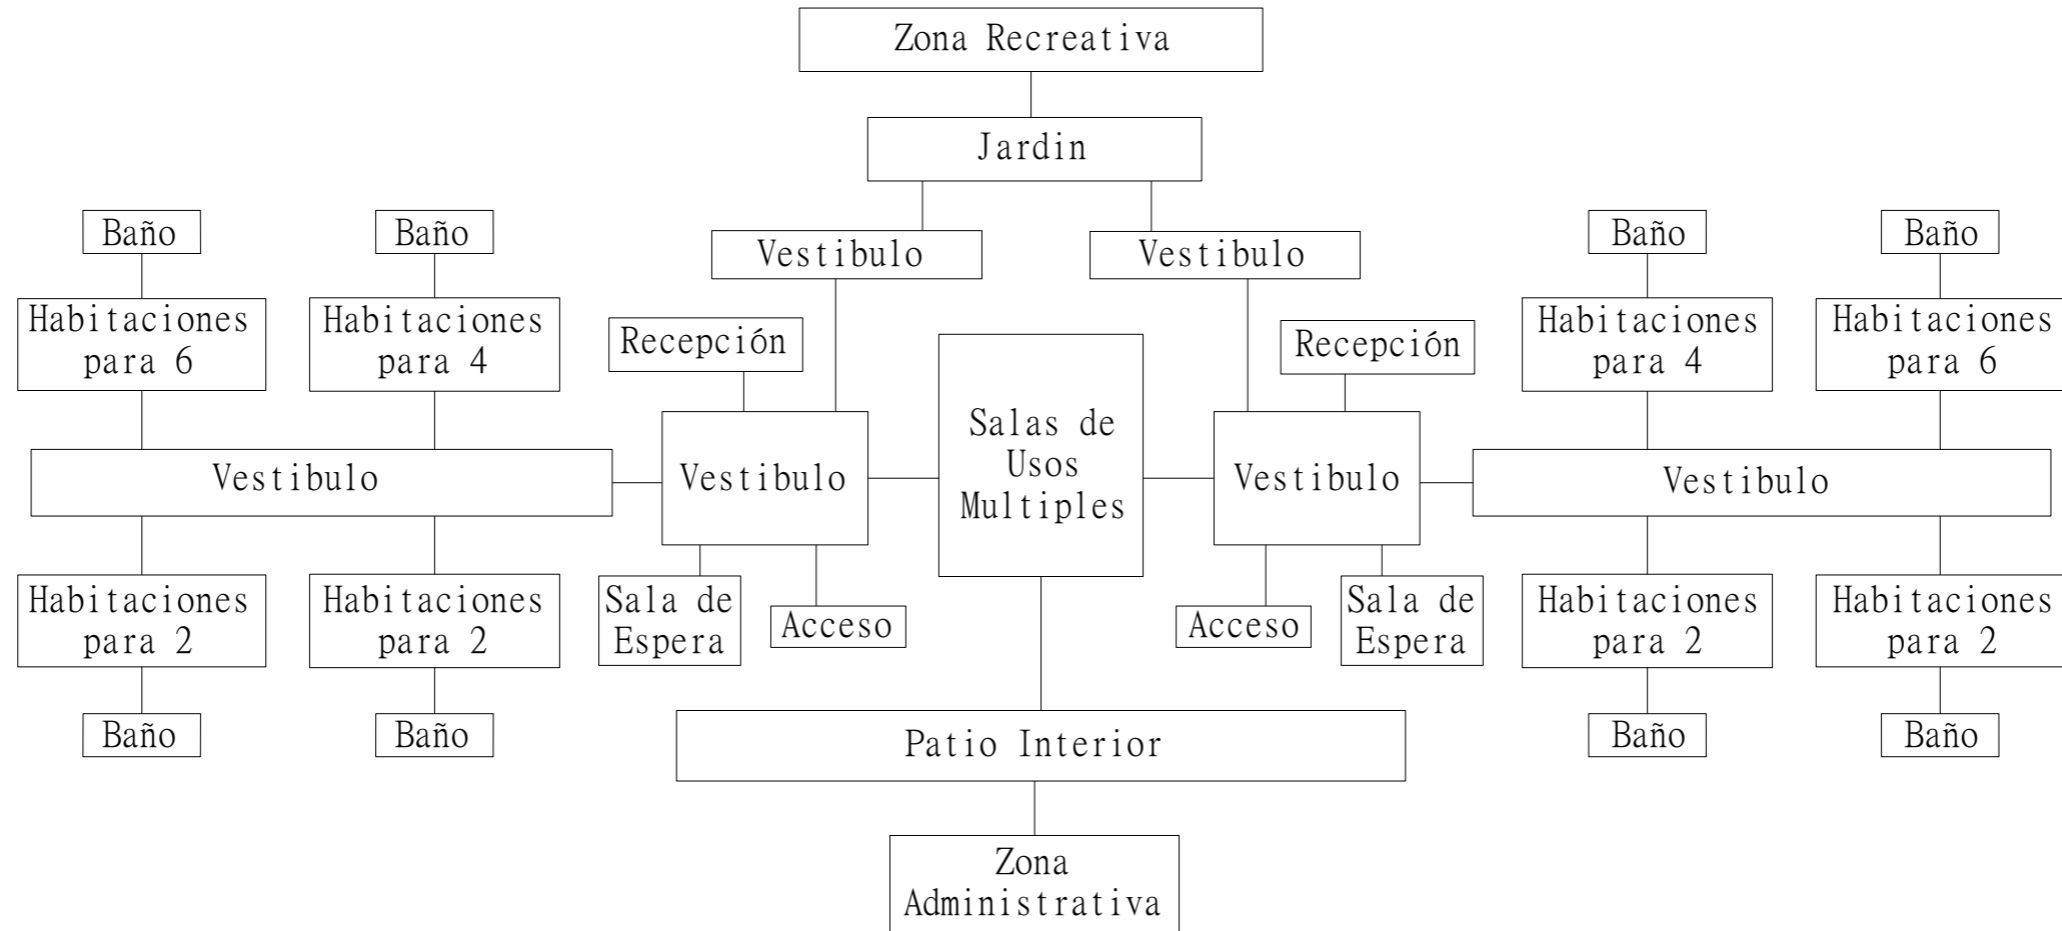 Zona Recreativa
Jardin
Baño
Baño
Vestibulo
Vestibulo
Baño
Baño
Habitaciones
para 6
Habitaciones
para 4
Recepción
Recepción
Habitaciones
para 4
Habitaciones
para 6
Vestibulo
Vestibulo
Salas de
Usos
Multiples
Vestibulo
Vestibulo
Habitaciones
para 2
Habitaciones
para 2
Sala de
Espera
Acceso
Acceso
Sala de
Espera
Habitaciones
para 2
Habitaciones
para 2
Baño
Baño
Patio Interior
Baño
Baño
Zona
Administrativa